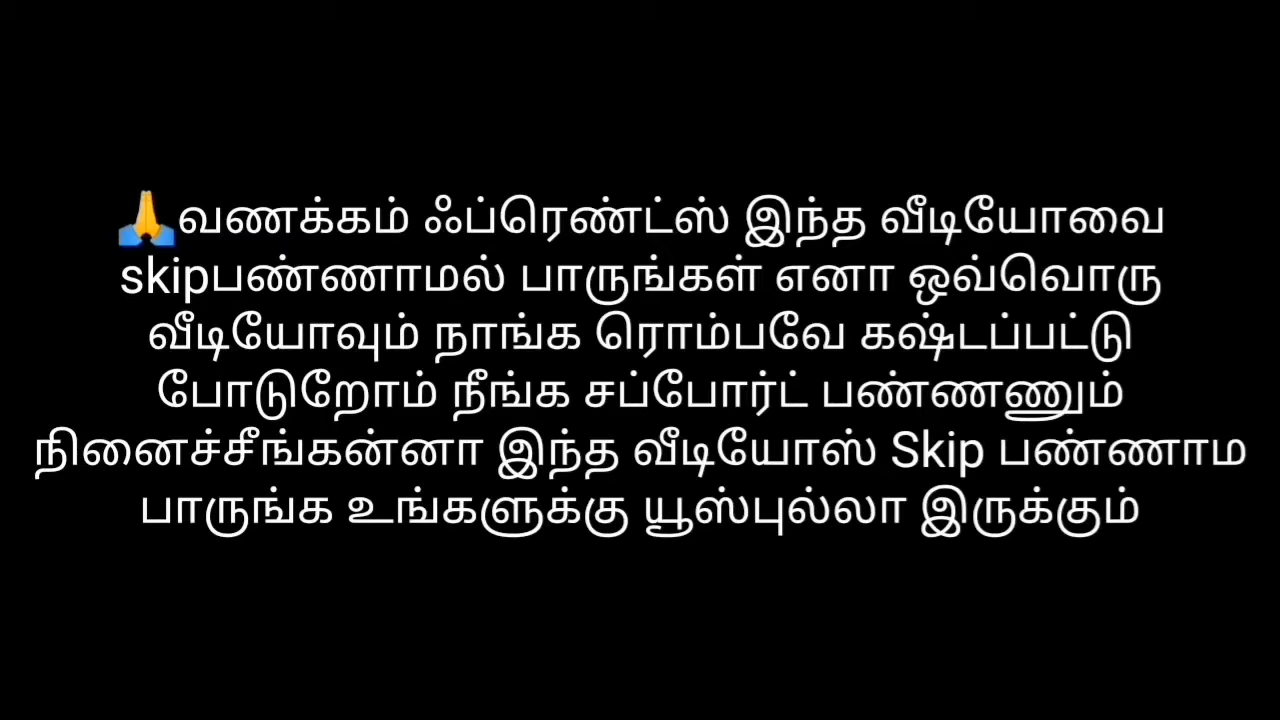 🙏வணக்கம் ஃப்ரெண்ட்ஸ் இந்த வீடியோவை
skipபண்ணாமல் பாருங்கள் எனா ஒவ்வொரு
வீடியோவும் நாங்க ரொம்பவே கஷ்டப்பட்டு
போடுறோம் நீங்க சப்போர்ட் பண்ணணும்
நினைச்சீங்கன்னா இந்த வீடியோஸ் Skip பண்ணாம
பாருங்க உங்களுக்கு யூஸ்புல்லா இருக்கும்